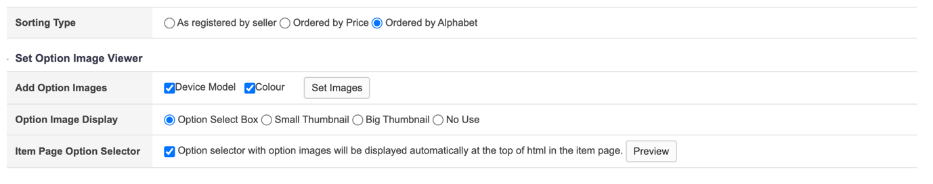 Sorting Type As registered by seller Ordered by Price Ordered by Alphabet
Set Option Image Viewer
Add Option Images Device Model Colour Set Images
Option Image Display Option Select Box Small Thumbnail Big Thumbnail No Use
Item Page Option Selector Option selector with option images will be displayed automatically at the top of html in the item page. Preview